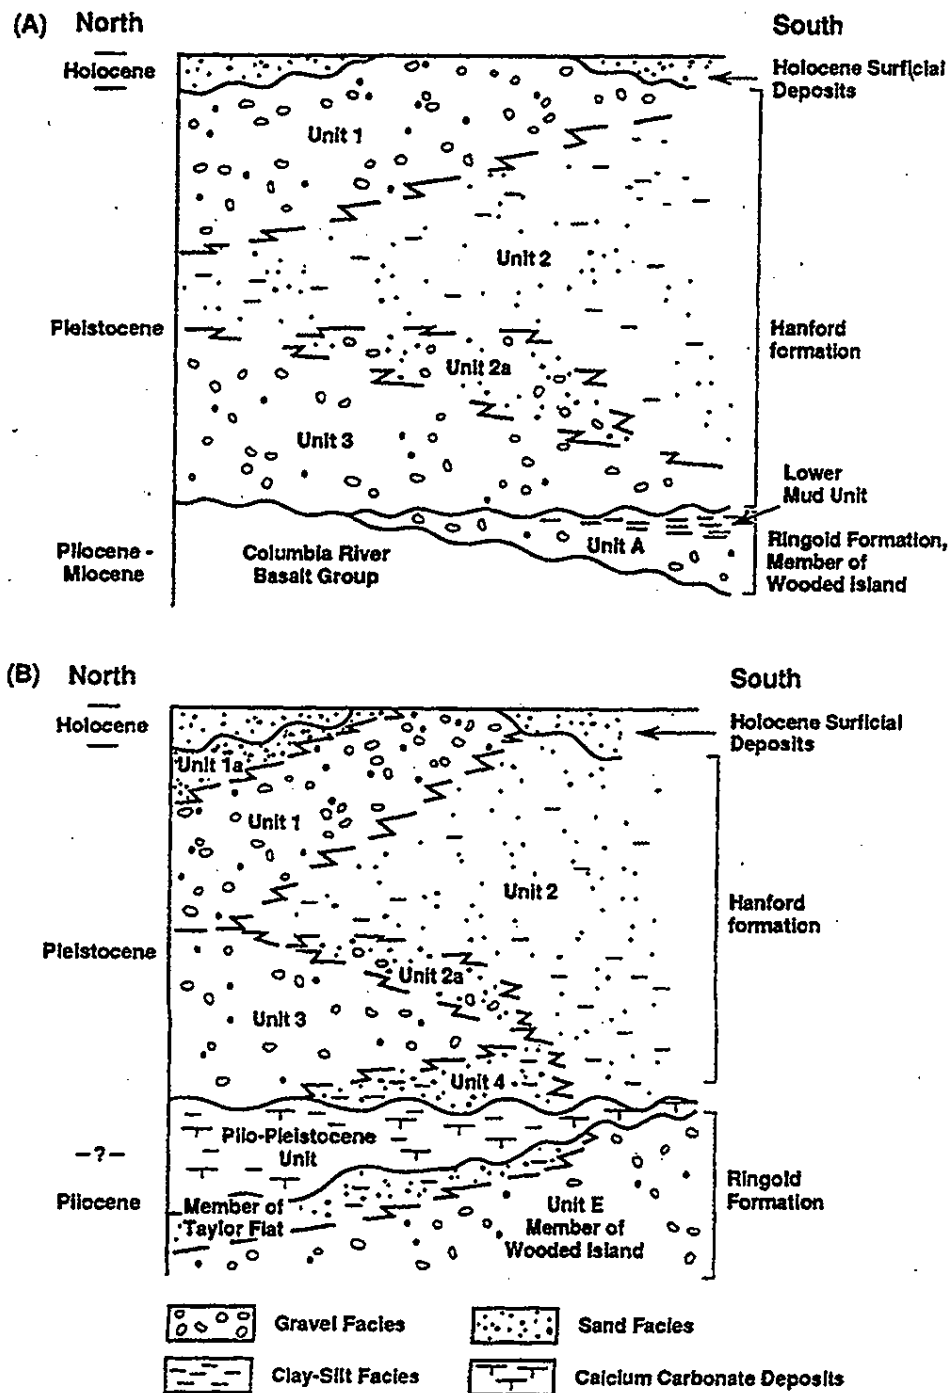 (A) North South
Holocene
Holocene Surficial
Deposits
Unit 1
Unit 2
Pleistocene
Hanford
formation
Unit 2a
Unit 3
Lower
Mud Unit
Pliocene -
Miocene
Columbia River
Basalt Group
Unit A
Ringold Formation,
Member of
Wooded Island
(B) North South
Holocene
Holocene Surficial
Deposits
Unit 1a
Unit 1
Unit 2
Hanford
formation
Pleistocene
Unit 2a
Unit 3
Unit 4
Plio-Pleistocene
Unit
-?-
Pliocene
Member of
Taylor Flat
Unit E
Member of
Wooded Island
Ringold
Formation
Gravel Facies
Sand Facies
Clay-Silt Facies
Calcium Carbonate Deposits